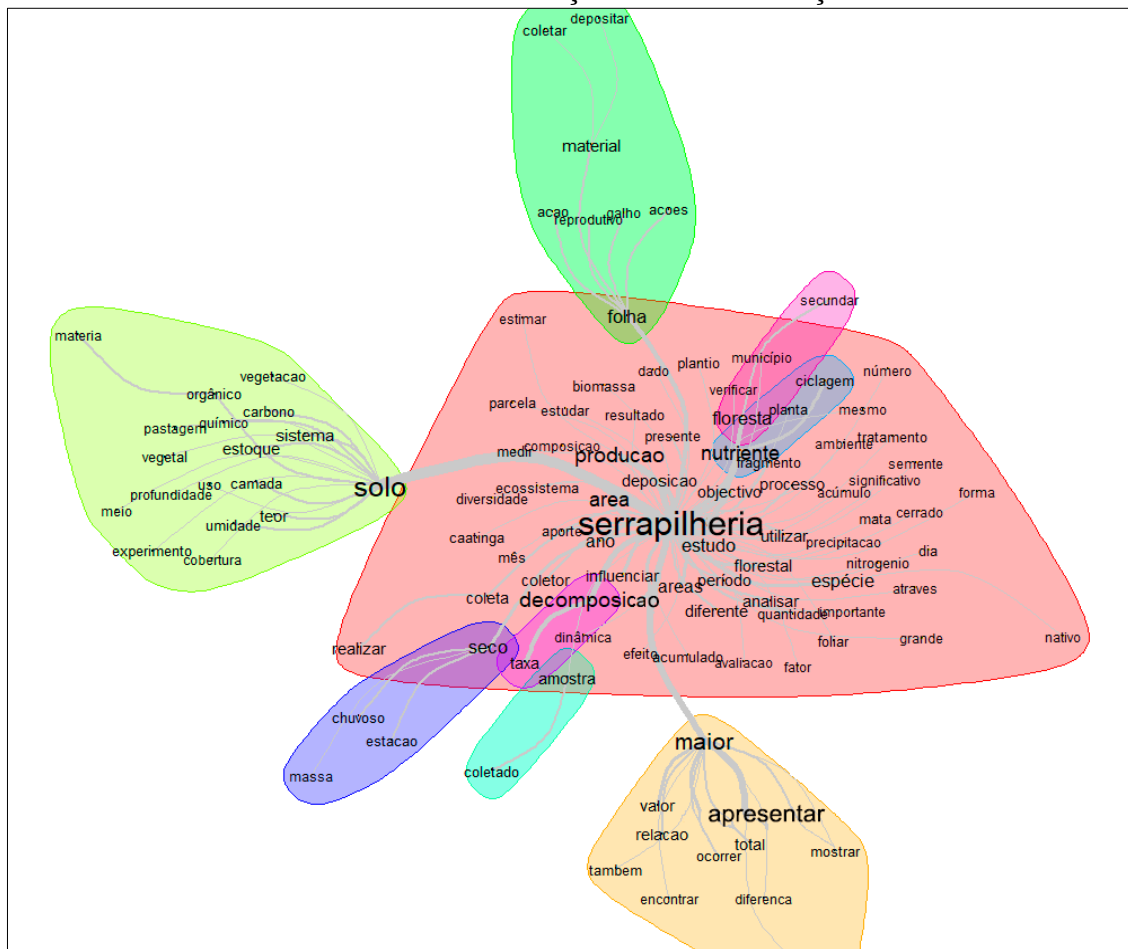 depositar
coletar
material
acao
reprodutivo
galho
acoes
folha
secundar
município
verificar
ciclagem
floresta
planta
nutriente
materia
vegetacao
orgânico
carbono
químico
pastagem
sistema
estoque
vegetal
solo
uso
camada
profundidade
meio
teor
umidade
experimento
cobertura
estimar
plantio
dado
número
biomassa
parcela
estudar
resultado
mesmo
presente
composicao
medir
producao
ambiente
tratamento
fragmento
semente
deposicao
ecossistema
objectivo
processo
significativo
diversidade
area
acúmulo
forma
serrapilheria
mata
cerrado
caatinga
aporte
ano
estudo
utilizar
precipitacao
dia
mês
florestal
nitrogenio
coletor
influenciar
areas
período
espécie
atraves
coleta
decomposicao
diferente
analisar
quantidade
importante
realizar
seco
dinâmica
foliar
grande
nativo
taxa
efeito
acumulado
avaliacao
fator
amostra
chuvoso
estacao
massa
coletado
maior
valor
apresentar
relacao
total
ocorrer
mostrar
tambem
encontrar
diferenca